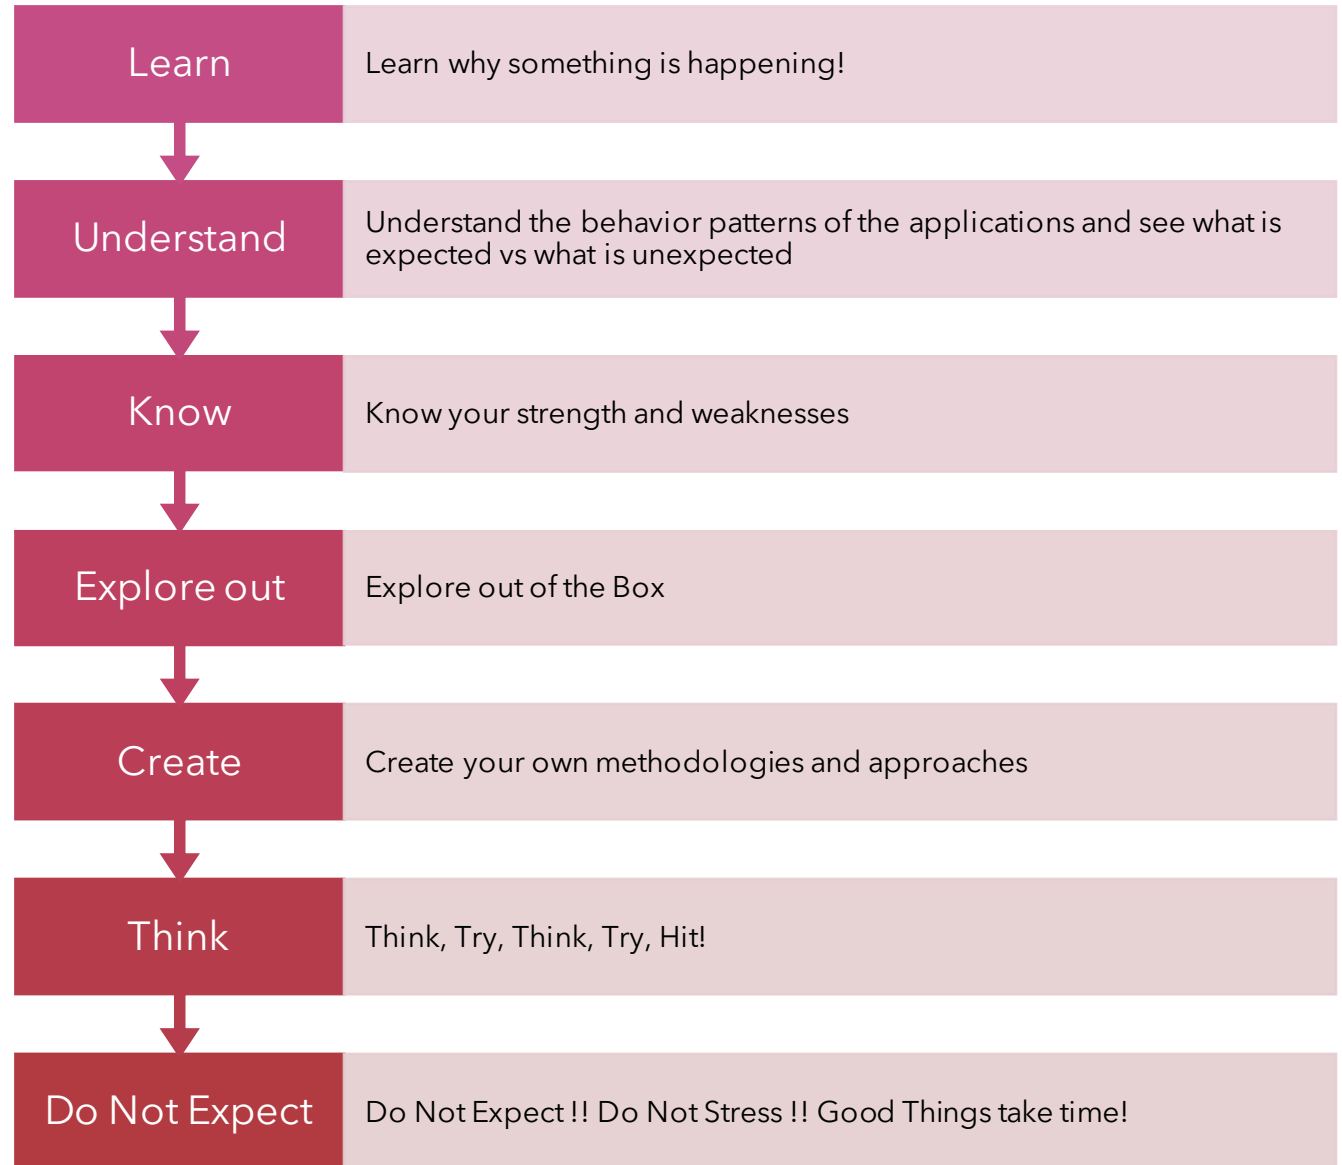 Learn
Learn why something is happening!
Understand
Understand the behavior patterns of the applications and see what is
expected vs what is unexpected
Know
Know your strength and weaknesses
Explore out
Explore out of the Box
Create
Create your own methodologies and approaches
Think
Think, Try, Think, Try, Hit!
Do Not Expect
Do Not Expect !! Do Not Stress !! Good Things take time!